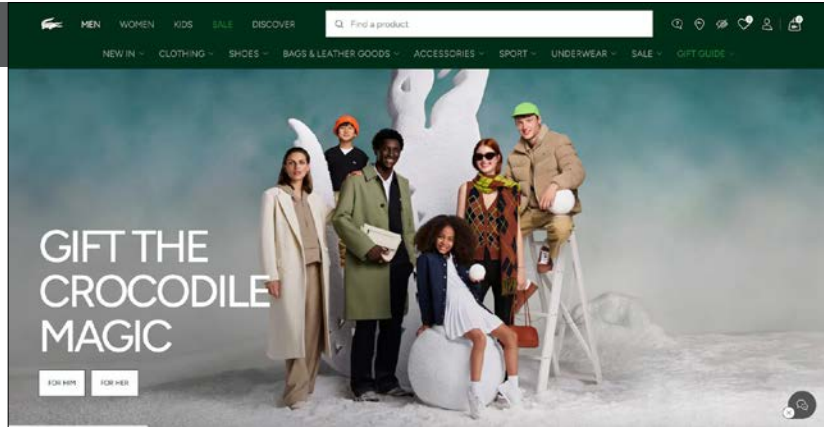 MEN WOMEN KIDS SALE DISCOVER Find a product
NEW IN CLOTHING SHOES BAGS & LEATHER GOODS ACCESSORIES SPORT UNDERWEAR SALE GIFT GUIDE
GIFT THE
CROCODILE
MAGIC
FOR HIM FOR HER